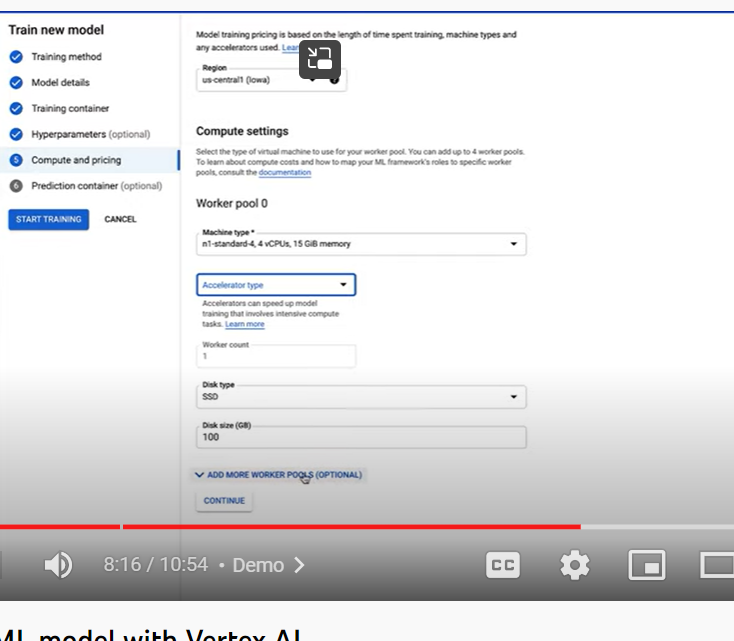 Train new model
Training method
Model details
Training container
Hyperparameters (optional)
5 Compute and pricing
6 Prediction container (optional)
START TRAINING CANCEL
Model training pricing is based on the length of time spent training, machine types and
any accelerators used.
Region
us-central1 (Iowa)
Compute settings
Select the type of virtual machine to use for your worker pool. You can add up to 4 worker pools.
To learn about compute costs and how to map your ML framework's roles to specific worker
pools, consult the documentation
Worker pool 0
Machine type *
n1-standard-4, 4 vCPUs, 15 GiB memory
Accelerator type
Accelerators can speed up model
training that involves intensive compute
tasks. Learn more
Worker count
1
Disk type
SSD
Disk size (GB)
100
ADD MORE WORKER POOLS (OPTIONAL)
CONTINUE
8:16 / 10:54 • Demo
CC
ML model with Vertex AI